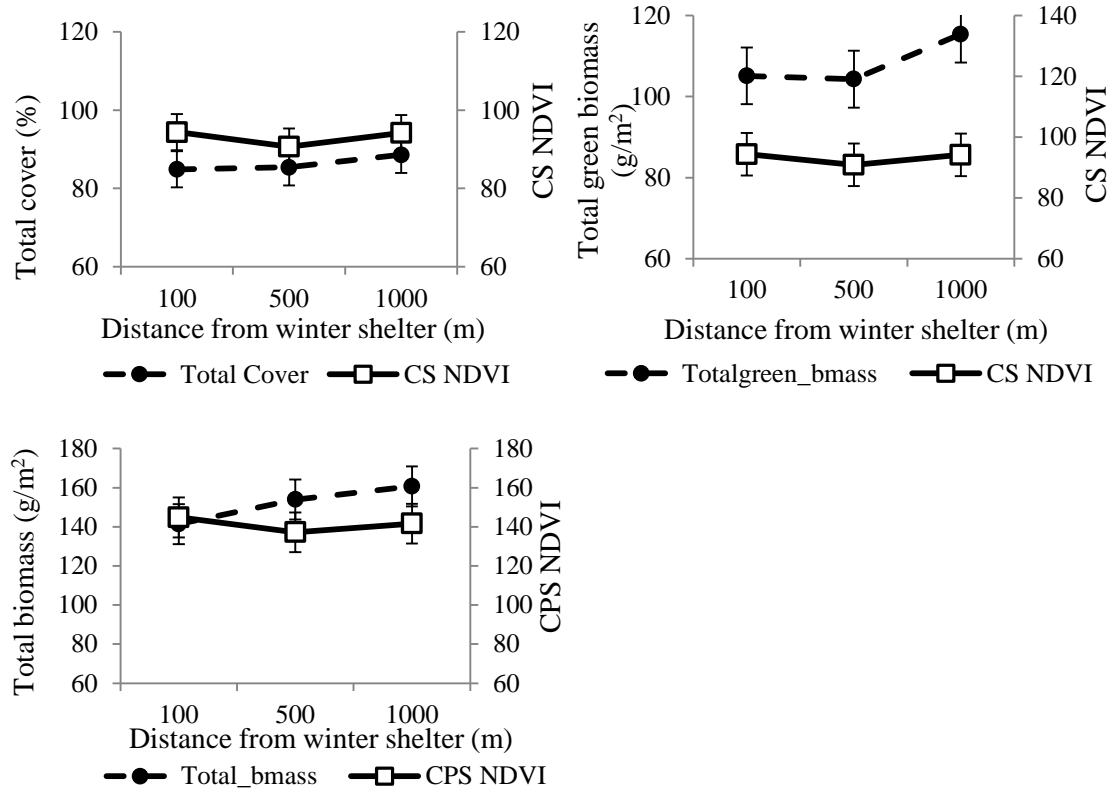 120
100
80
60
Total cover (%)
120
100
80
60
CS NDVI
100 500 1000
Distance from winter shelter (m)
Total Cover CS NDVI
120
100
80
60
Total green biomass
(g/m²)
140
120
100
80
60
CS NDVI
100 500 1000
Distance from winter shelter (m)
Totalgreen_bmass CS NDVI
180
160
140
120
100
80
60
Total biomass (g/m²)
180
160
140
120
100
80
60
CPS NDVI
100 500 1000
Distance from winter shelter (m)
Total_bmass CPS NDVI